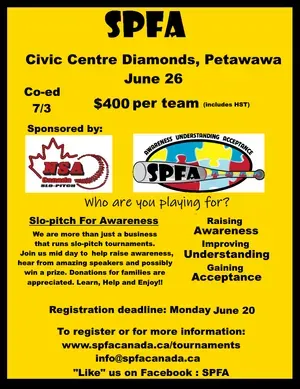 SPFA
Civic Centre Diamonds, Petawawa
June 26
Co-ed
7/3
$400 per team (includes HST)
Sponsored by:
NSA
CANADA
SLO-PITCH
AWARENESS UNDERSTANDING ACCEPTANCE
SPFA
Who are you playing for?
Slo-pitch For Awareness
We are more than just a business
that runs slo-pitch tournaments.
Join us mid day to help raise awareness,
hear from amazing speakers and possibly
win a prize. Donations for families are
appreciated. Learn, Help and Enjoy!!
Raising
Awareness
Improving
Understanding
Gaining
Acceptance
Registration deadline: Monday June 20
To register or for more information:
www.spfacanada.ca/tournaments
info@spfacanada.ca
"Like" us on Facebook : SPFA